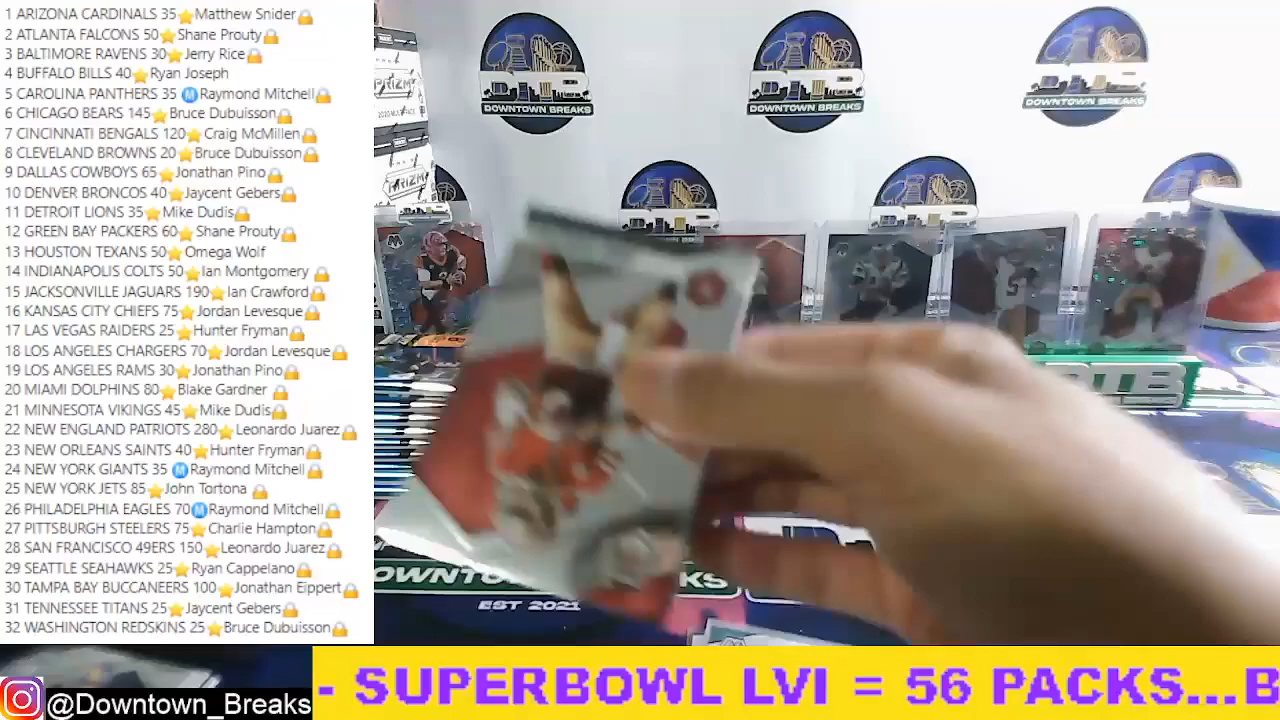 1 ARIZONA CARDINALS 35⭐Matthew Snider🔒
2 ATLANTA FALCONS 50⭐Shane Prouty🔒
3 BALTIMORE RAVENS 30⭐Jerry Rice🔒
4 BUFFALO BILLS 40⭐Ryan Joseph
5 CAROLINA PANTHERS 35 Ⓜ️Raymond Mitchell🔒
6 CHICAGO BEARS 145⭐Bruce Dubuisson🔒
7 CINCINNATI BENGALS 120⭐Craig McMillen🔒
8 CLEVELAND BROWNS 20⭐Bruce Dubuisson🔒
9 DALLAS COWBOYS 65⭐Jonathan Pino🔒
10 DENVER BRONCOS 40⭐Jaycent Gebers🔒
11 DETROIT LIONS 35⭐Mike Dudis🔒
12 GREEN BAY PACKERS 60⭐Shane Prouty🔒
13 HOUSTON TEXANS 50⭐Omega Wolf
14 INDIANAPOLIS COLTS 50⭐Ian Montgomery 🔒
15 JACKSONVILLE JAGUARS 190⭐Ian Crawford🔒
16 KANSAS CITY CHIEFS 75⭐Jordan Levesque🔒
17 LAS VEGAS RAIDERS 25⭐Hunter Fryman🔒
18 LOS ANGELES CHARGERS 70⭐Jordan Levesque🔒
19 LOS ANGELES RAMS 30⭐Jonathan Pino🔒
20 MIAMI DOLPHINS 80⭐Blake Gardner 🔒
21 MINNESOTA VIKINGS 45⭐Mike Dudis🔒
22 NEW ENGLAND PATRIOTS 280⭐Leonardo Juarez🔒
23 NEW ORLEANS SAINTS 40⭐Hunter Fryman🔒
24 NEW YORK GIANTS 35 Ⓜ️Raymond Mitchell🔒
25 NEW YORK JETS 85⭐John Tortona 🔒
26 PHILADELPHIA EAGLES 70Ⓜ️Raymond Mitchell🔒
27 PITTSBURGH STEELERS 75⭐Charlie Hampton🔒
28 SAN FRANCISCO 49ERS 150⭐Leonardo Juarez🔒
29 SEATTLE SEAHAWKS 25⭐Ryan Cappelano🔒
30 TAMPA BAY BUCCANEERS 100⭐Jonathan Eippert🔒
31 TENNESSEE TITANS 25⭐Jaycent Gebers🔒
32 WASHINGTON REDSKINS 25⭐Bruce Dubuisson🔒
PRIZM
PRIZM
DTB
DOWNTOWN BREAKS
DTB
DOWNTOWN BREAKS
DTB
DOWNTOWN BREAKS
DTB
DTB
DTB
OWNTO KS
EST 2021
@Downtown_Breaks
- SUPERBOWL LVI = 56 PACKS...B